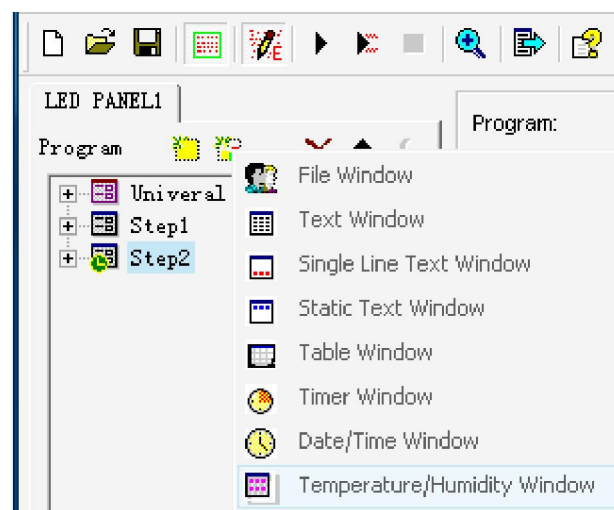 LED PANEL1
Program:
Program
Univeral
Step1
Step2
File Window
Text Window
Single Line Text Window
Static Text Window
Table Window
Timer Window
Date/Time Window
Temperature/Humidity Window